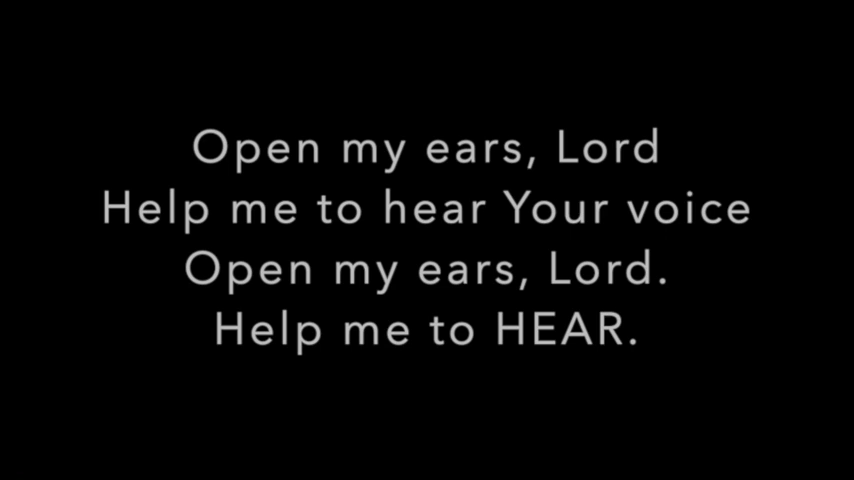 Open my ears, Lord
Help me to hear Your voice
Open my ears, Lord.
Help me to HEAR.